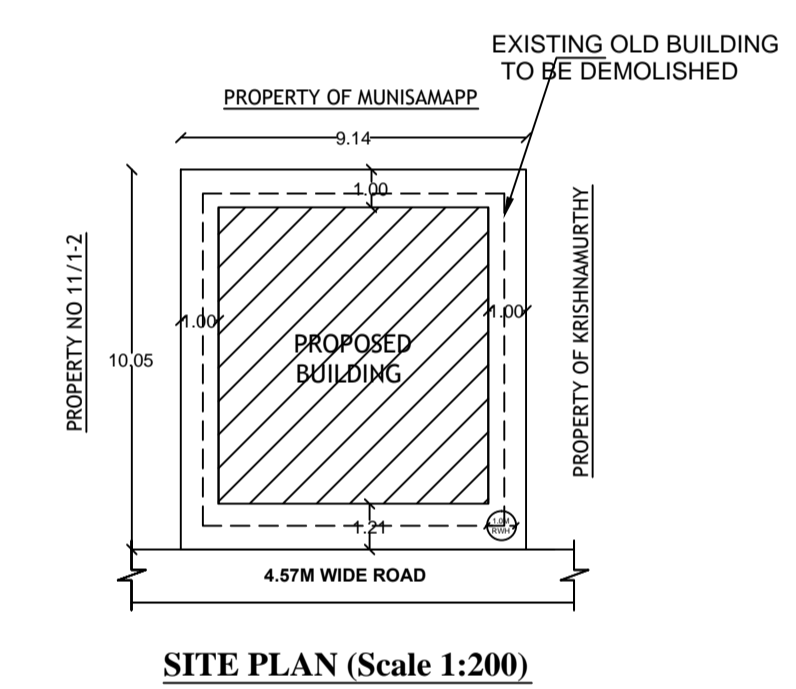 EXISTING OLD BUILDING
TO BE DEMOLISHED
PROPERTY OF MUNISAMAPP
9.14
1.00
PROPERTY NO 11/1-2
10.05
1.00
1.00
PROPERTY OF KRISHNAMURTHY
PROPOSED
BUILDING
1.21
1.0M
RWH
4.57M WIDE ROAD
SITE PLAN (Scale 1:200)